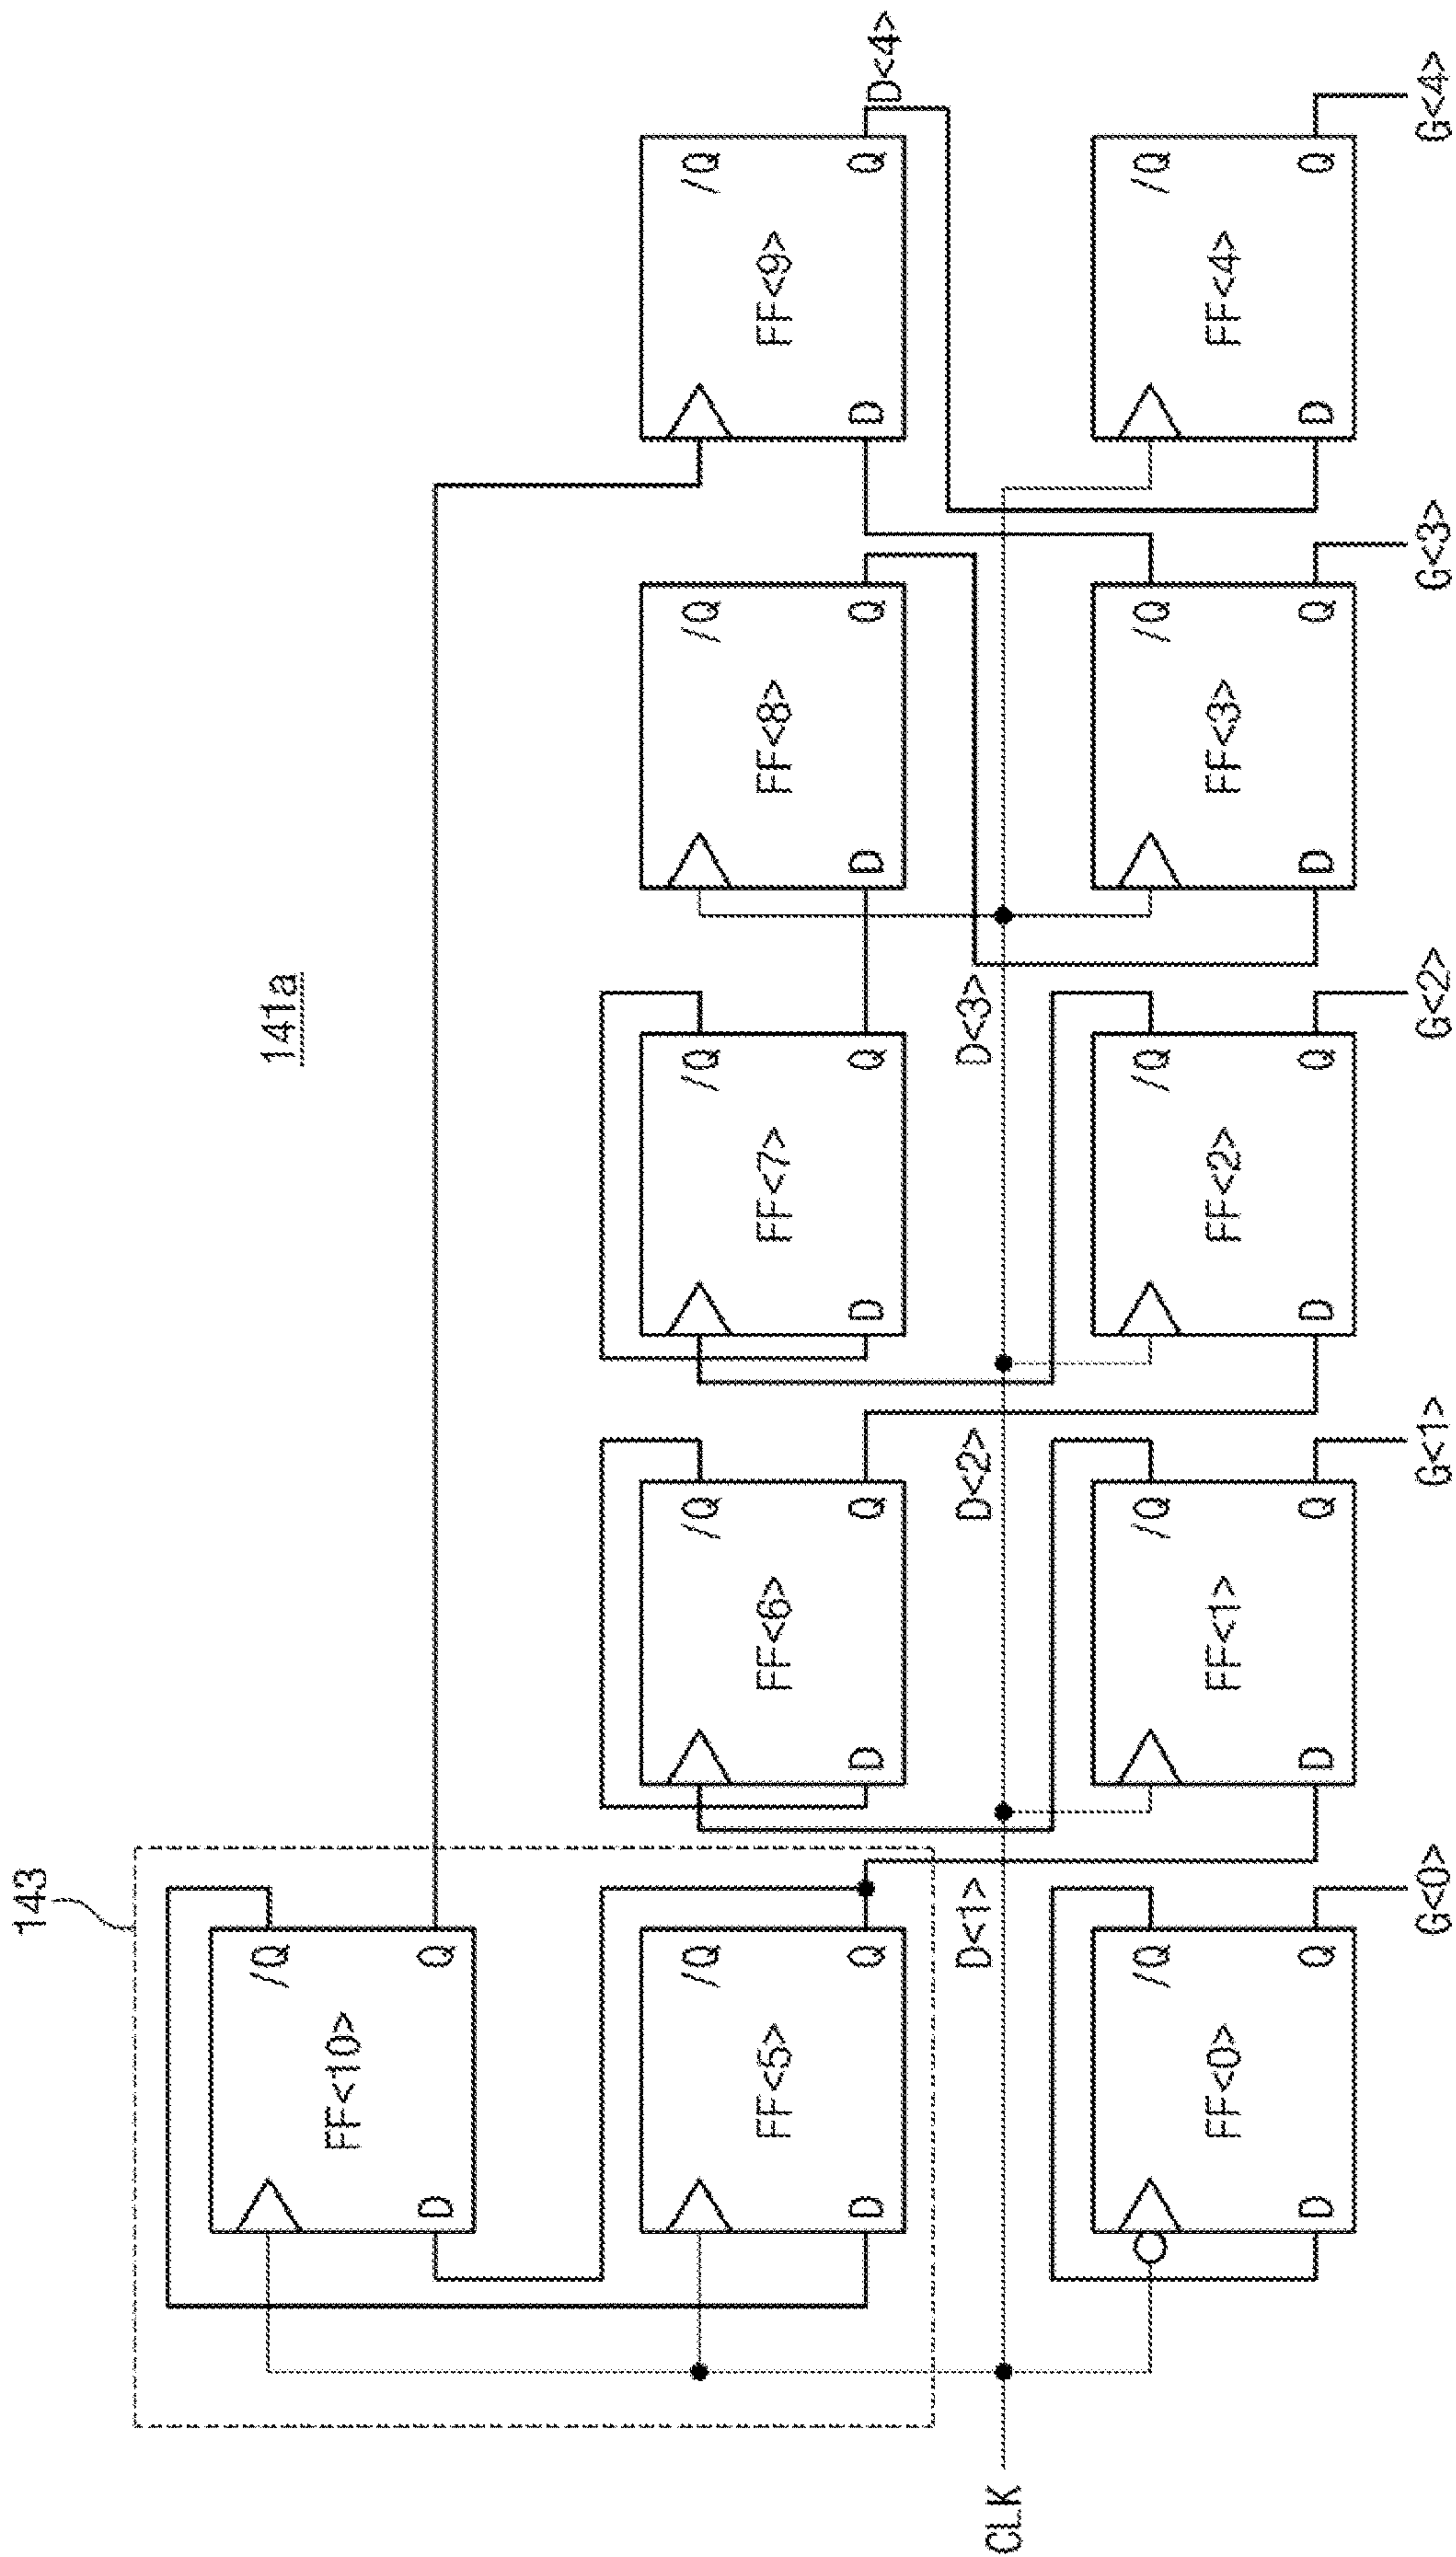 141a
143
/Q
Q
FF<10>
D
/Q
Q
FF<5>
D
/Q
Q
FF<6>
D
/Q
Q
FF<7>
D
/Q
Q
FF<8>
D
/Q
Q
FF<9>
D
D<4>
D<1>
D<2>
D<3>
CLK
/Q
Q
FF<0>
D
/Q
Q
FF<1>
D
/Q
Q
FF<2>
D
/Q
Q
FF<3>
D
/Q
Q
FF<4>
D
G<0>
G<1>
G<2>
G<3>
G<4>